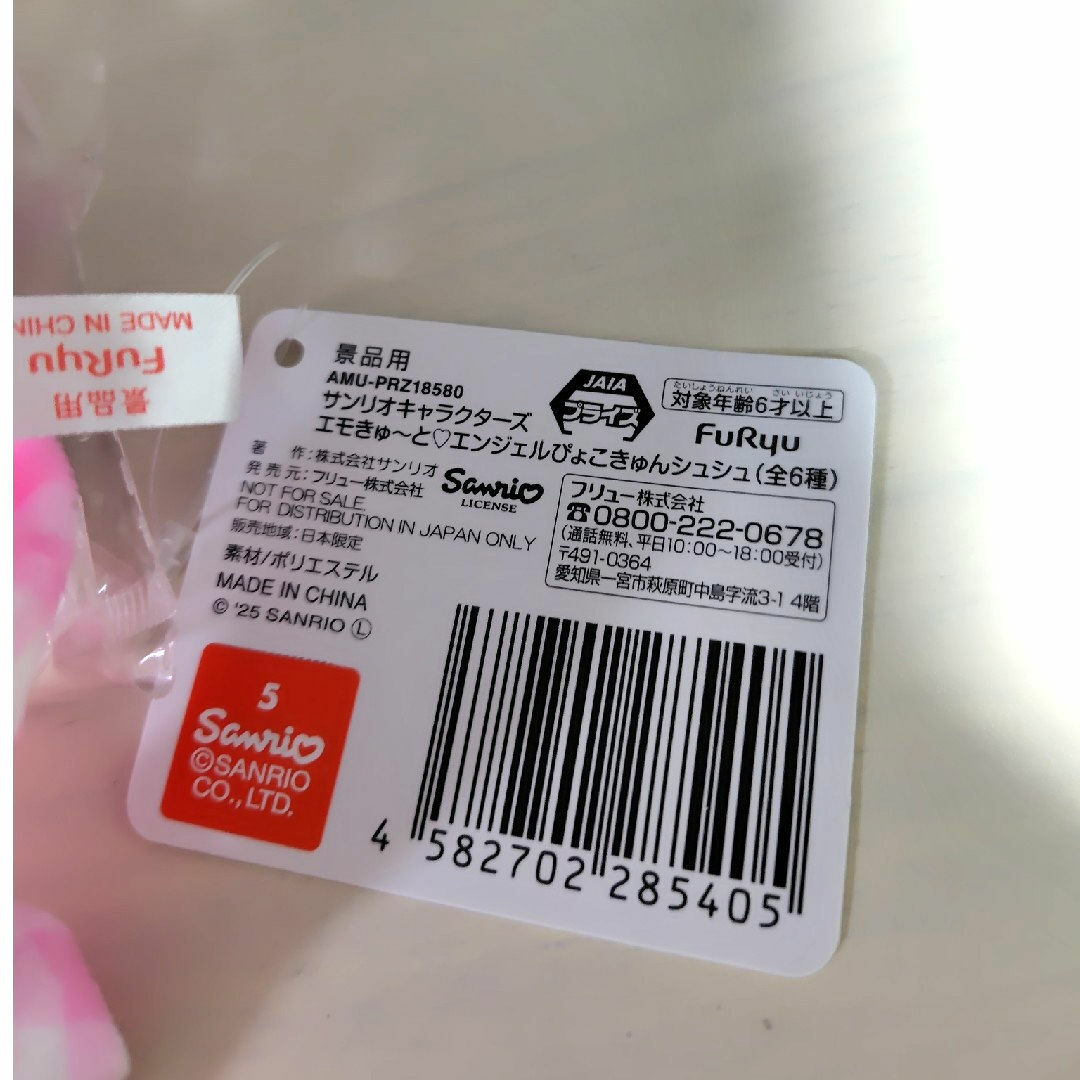 MADE IN CHIN
FuRyu
景品用
景品用
AMU-PRZ18580
サンリオキャラクターズ
エモきゅ〜と♡エンジェルぴょこきゅんシュシュ(全6種)
JAIA
プライズ
たいしょうねんれい さい いじょう
対象年齢6才以上
FuRyu
著 作:株式会社サンリオ
発 売 元:フリュー株式会社
Sanrio
LICENSE
NOT FOR SALE.
FOR DISTRIBUTION IN JAPAN ONLY
販売地域:日本限定
素材/ポリエステル
MADE IN CHINA
© '25 SANRIO Ⓛ
フリュー株式会社
☎0800-222-0678
(通話無料、平日10:00〜18:00受付)
〒491-0364
愛知県一宮市萩原町中島字流3-1 4階
5
Sanrio
©SANRIO
CO.,LTD.
4 582702 285405